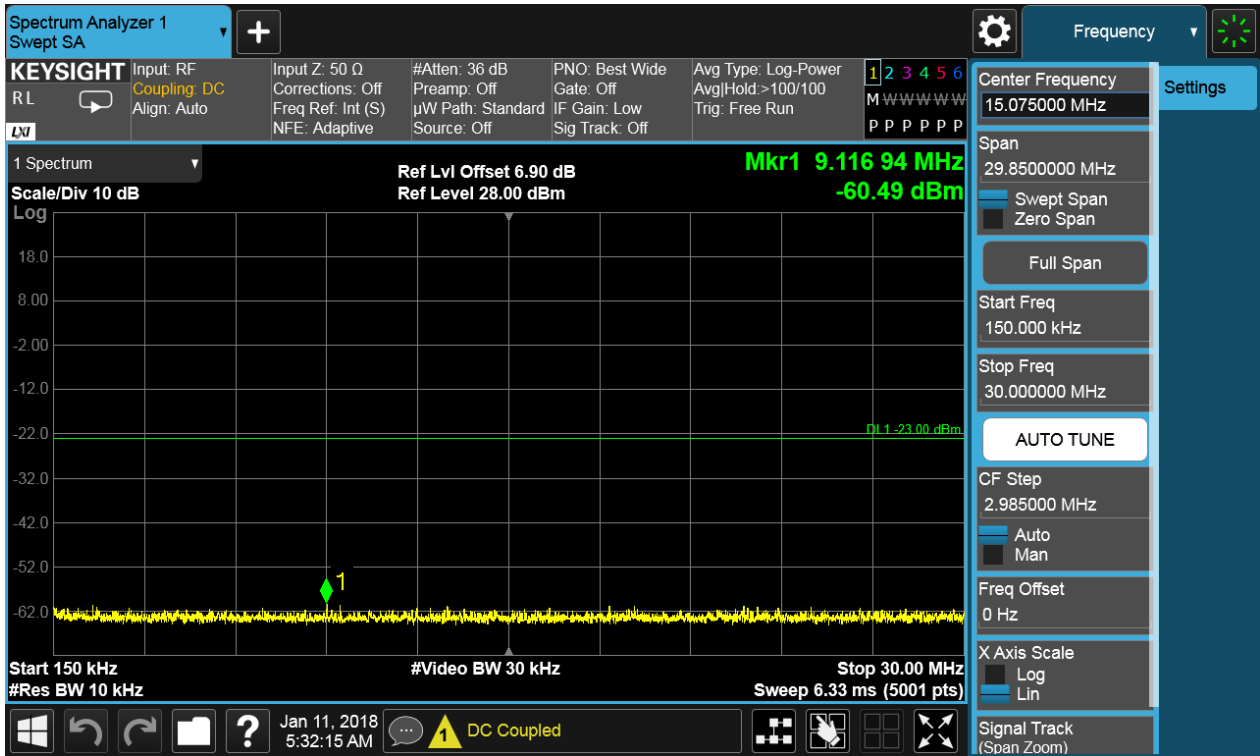 Spectrum Analyzer 1
Swept SA
+
Frequency
KEYSIGHT
RL
LXI
Input: RF
Coupling: DC
Align: Auto
Input Z: 50 Ω
Corrections: Off
Freq Ref: Int (S)
NFE: Adaptive
#Atten: 36 dB
Preamp: Off
µW Path: Standard
Source: Off
PNO: Best Wide
Gate: Off
IF Gain: Low
Sig Track: Off
Avg Type: Log-Power
Avg|Hold:>100/100
Trig: Free Run
1 2 3 4 5 6
M W W W W W
P P P P P P
1 Spectrum
Scale/Div 10 dB
Log
Ref Lvl Offset 6.90 dB
Ref Level 28.00 dBm
Mkr1 9.116 94 MHz
-60.49 dBm
18.0
8.00
-2.00
-12.0
-22.0
DL1 -23.00 dBm
-32.0
-42.0
-52.0
1
-62.0
Start 150 kHz
#Video BW 30 kHz
Stop 30.00 MHz
#Res BW 10 kHz
Sweep 6.33 ms (5001 pts)
Center Frequency
15.075000 MHz
Settings
Span
29.8500000 MHz
Swept Span
Zero Span
Full Span
Start Freq
150.000 kHz
Stop Freq
30.000000 MHz
AUTO TUNE
CF Step
2.985000 MHz
Auto
Man
Freq Offset
0 Hz
X Axis Scale
Log
Lin
Signal Track
(Span Zoom)
?
Jan 11, 2018
5:32:15 AM
1
DC Coupled